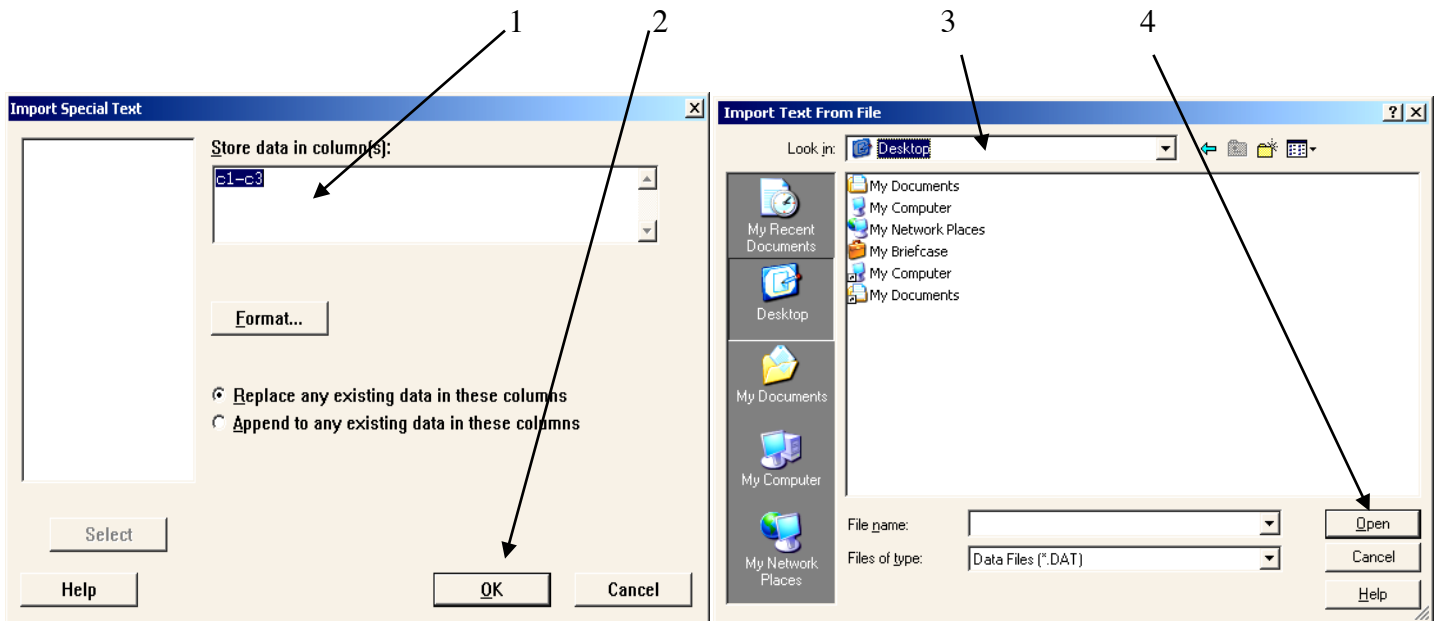 1
2
3
4
Import Special Text
Store data in column(s):
c1-c3
Format...
Replace any existing data in these columns
Append to any existing data in these columns
Select
Help
OK
Cancel
Import Text From File
Look in:
Desktop
My Recent
Documents
Desktop
My Documents
My Computer
My Network
Places
My Documents
My Computer
My Network Places
My Briefcase
My Computer
My Documents
File name:
Open
Files of type:
Data Files (*.DAT)
Cancel
Help